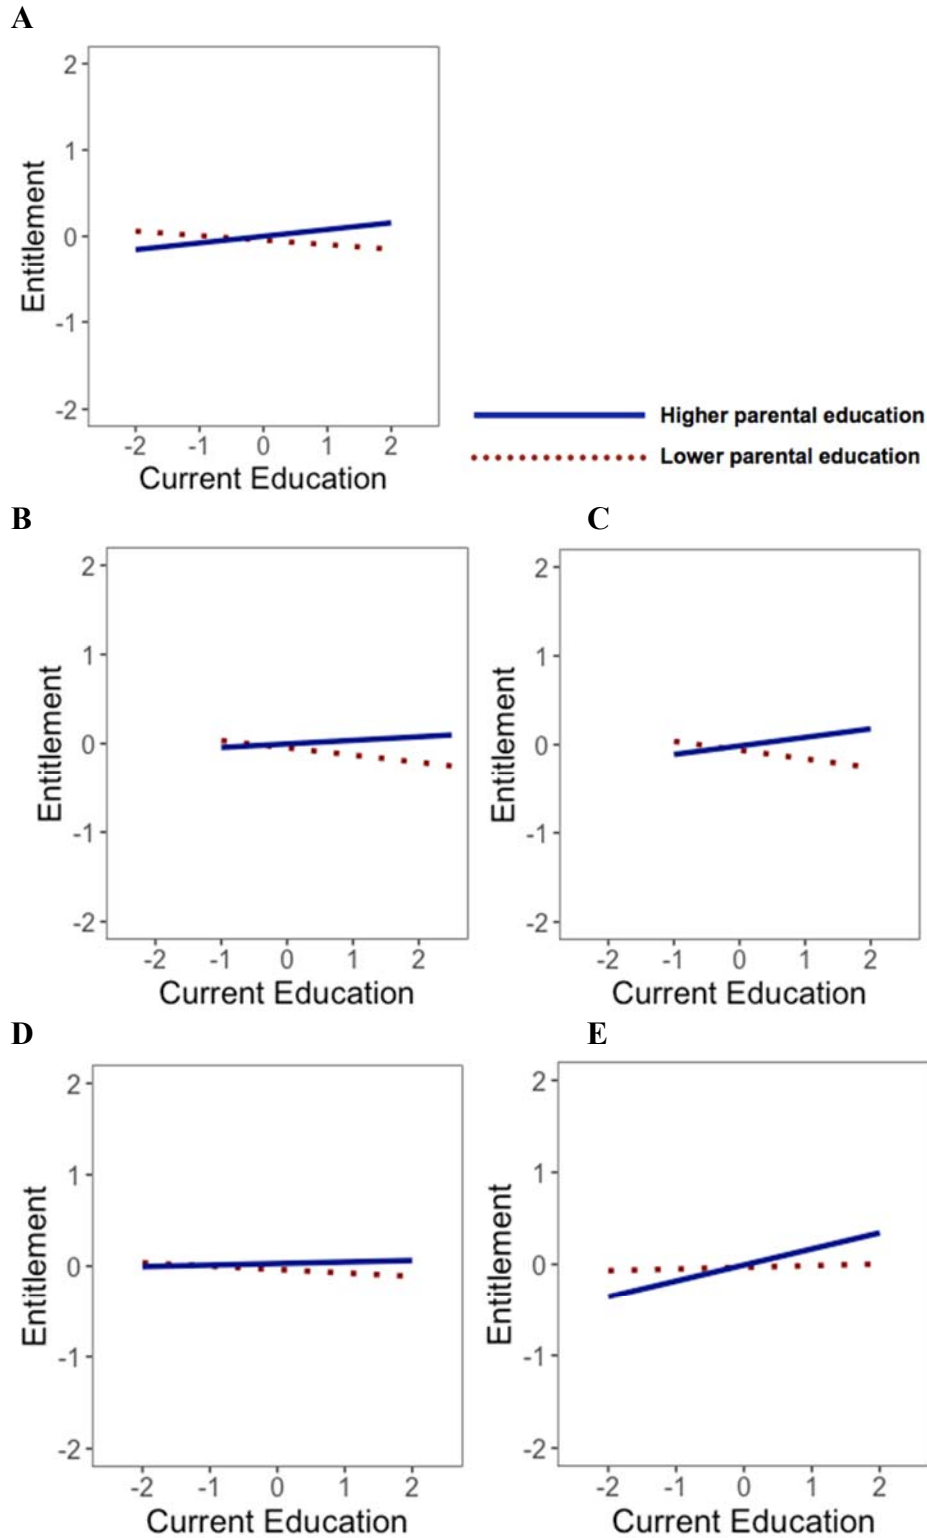 A
2
1
0
-1
-2
Entitlement
-2 -1 0 1 2
Current Education
Higher parental education
Lower parental education
B
2
1
0
-1
-2
Entitlement
-2 -1 0 1 2
Current Education
C
2
1
0
-1
-2
Entitlement
-2 -1 0 1 2
Current Education
D
2
1
0
-1
-2
Entitlement
-2 -1 0 1 2
Current Education
E
2
1
0
-1
-2
Entitlement
-2 -1 0 1 2
Current Education